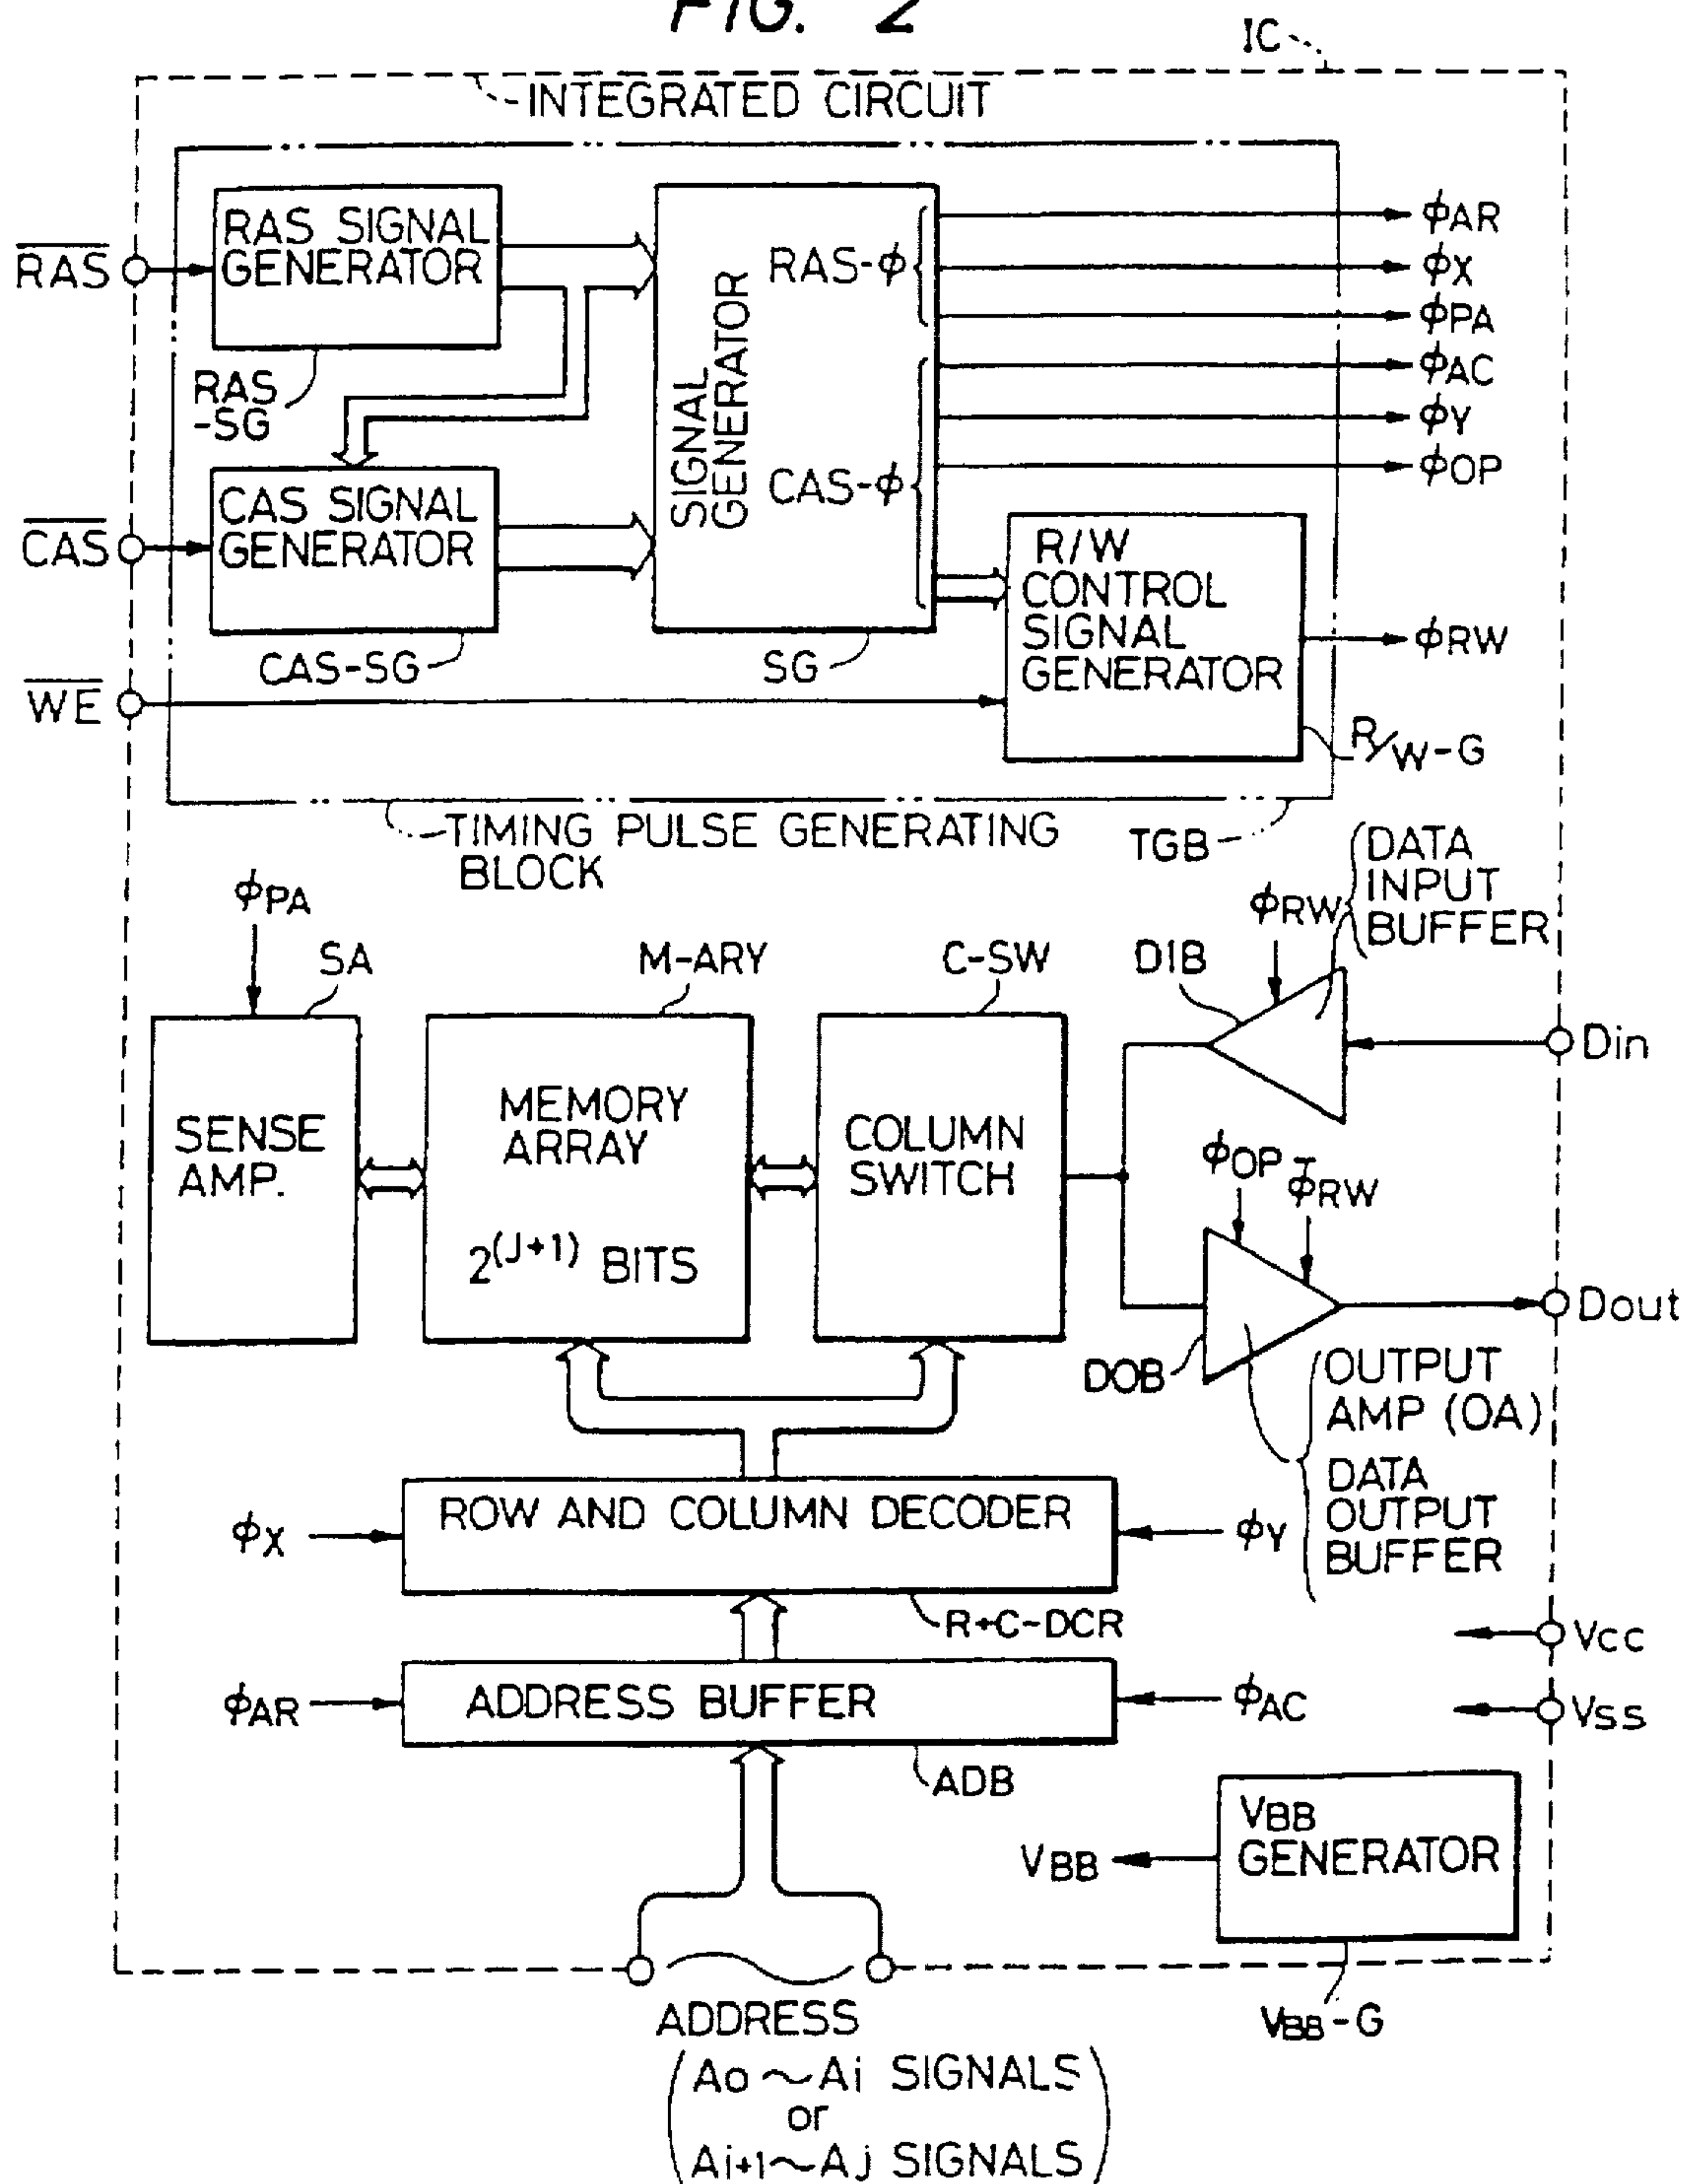 FIG. 2
IC
INTEGRATED CIRCUIT
RAS SIGNAL
GENERATOR
RAS
RAS
-SG
CAS SIGNAL
GENERATOR
CAS
CAS-SG
WE
SIGNAL
GENERATOR
RAS-ϕ
CAS-ϕ
SG
ϕAR
ϕX
ϕPA
ϕAC
ϕY
ϕOP
R/W
CONTROL
SIGNAL
GENERATOR
ϕRW
R/W-G
TIMING PULSE GENERATING
BLOCK
TGB
ϕPA
SA
M-ARY
C-SW
DIB
ϕRW
DATA
INPUT
BUFFER
SENSE
AMP.
MEMORY
ARRAY
2(J+1) BITS
COLUMN
SWITCH
Din
ϕOP
ϕRW
Dout
DOB
OUTPUT
AMP (OA)
DATA
OUTPUT
BUFFER
ϕX
ROW AND COLUMN DECODER
ϕY
R+C-DCR
ϕAR
ADDRESS BUFFER
ϕAC
ADB
Vcc
Vss
VBB
VBB
GENERATOR
VBB-G
ADDRESS
(Ao～Ai SIGNALS
or
Ai+1～Aj SIGNALS)